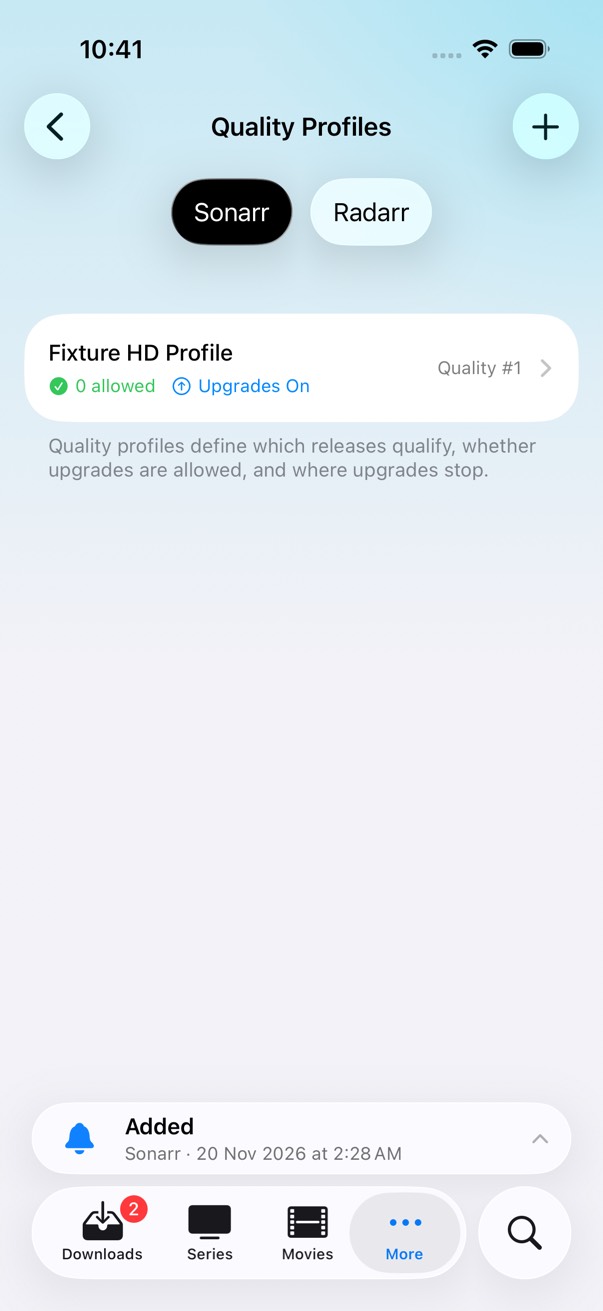 10:41
Quality Profiles
Sonarr
Radarr
Fixture HD Profile
0 allowed
Upgrades On
Quality #1
Quality profiles define which releases qualify, whether
upgrades are allowed, and where upgrades stop.
Added
Sonarr · 20 Nov 2026 at 2:28 AM
2
Downloads
Series
Movies
More